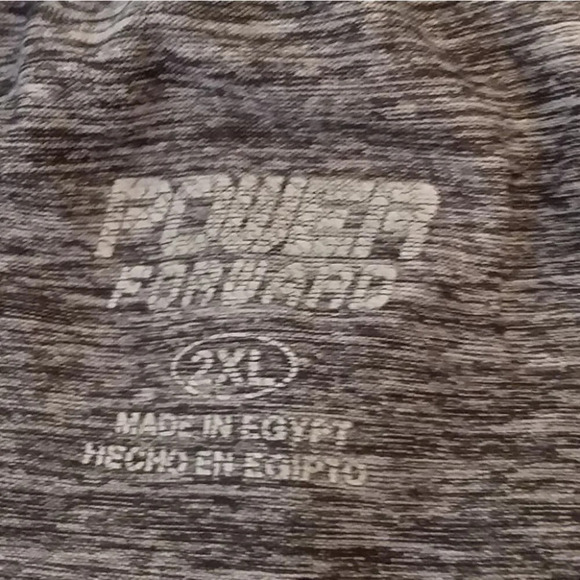 POWER
FORWARD
2XL
MADE IN EGYPT
HECHO EN EGIPTO